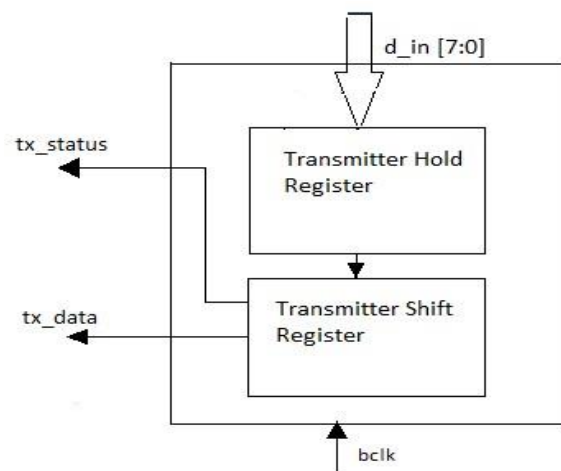 d_in [7:0]
tx_status
Transmitter Hold
Register
Transmitter Shift
Register
tx_data
bclk